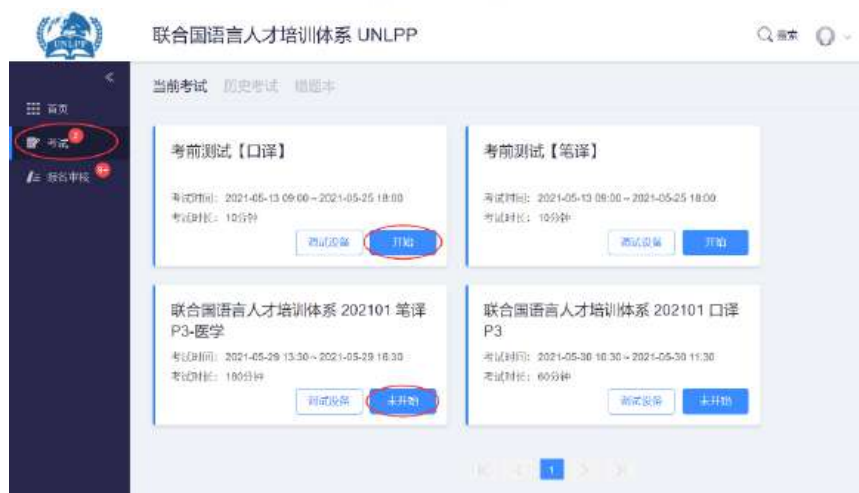 UNLPP
联合国语言人才培训体系 UNLPP
搜索
当前考试 历史考试 错题本
首页
考试 2
报名审核 9+
考前测试【口译】
考试时间: 2021-05-13 09:00 ~ 2021-05-25 18:00
考试时长: 10分钟
调试设备 开始
考前测试【笔译】
考试时间: 2021-05-13 09:00 ~ 2021-05-25 18:00
考试时长: 10分钟
调试设备 开始
联合国语言人才培训体系 202101 笔译
P3-医学
考试时间: 2021-05-29 13:30 ~ 2021-05-29 16:30
考试时长: 180分钟
调试设备 未开始
联合国语言人才培训体系 202101 口译
P3
考试时间: 2021-05-30 10:30 ~ 2021-05-30 11:30
考试时长: 60分钟
调试设备 未开始
1